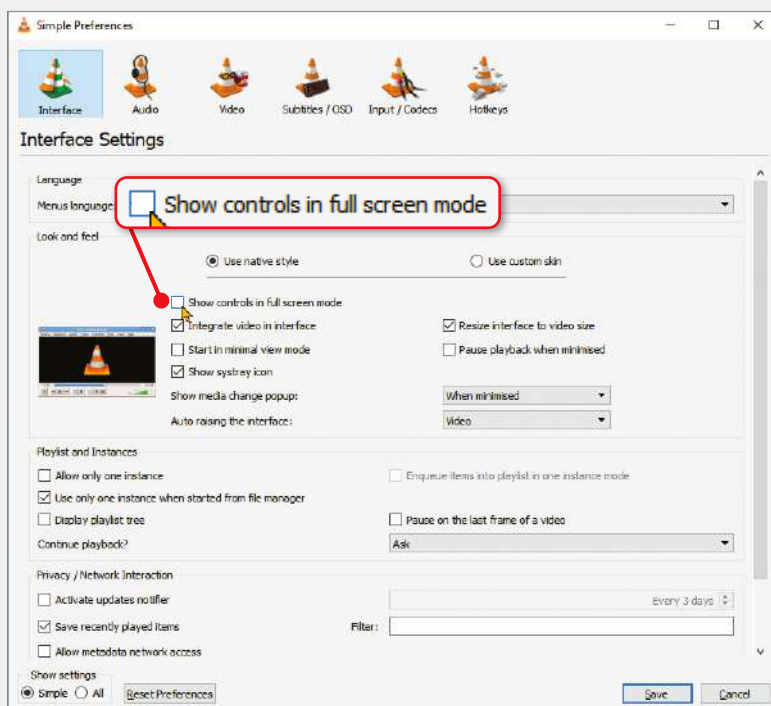 Simple Preferences
Interface Audio Video Subtitles / OSD Input / Codecs Hotkeys
Interface Settings
Language
Menus language:
Show controls in full screen mode
Look and feel
Use native style Use custom skin
Show controls in full screen mode
Integrate video in interface Resize interface to video size
Start in minimal view mode Pause playback when minimised
Show systray icon
Show media change popup: When minimised
Auto raising the interface: Video
Playlist and Instances
Allow only one instance Enqueue items into playlist in one instance mode
Use only one instance when started from file manager
Display playlist tree Pause on the last frame of a video
Continue playback? Ask
Privacy / Network Interaction
Activate updates notifier Every 3 days
Save recently played items Filter:
Allow metadata network access
Show settings
Simple All Reset Preferences Save Cancel